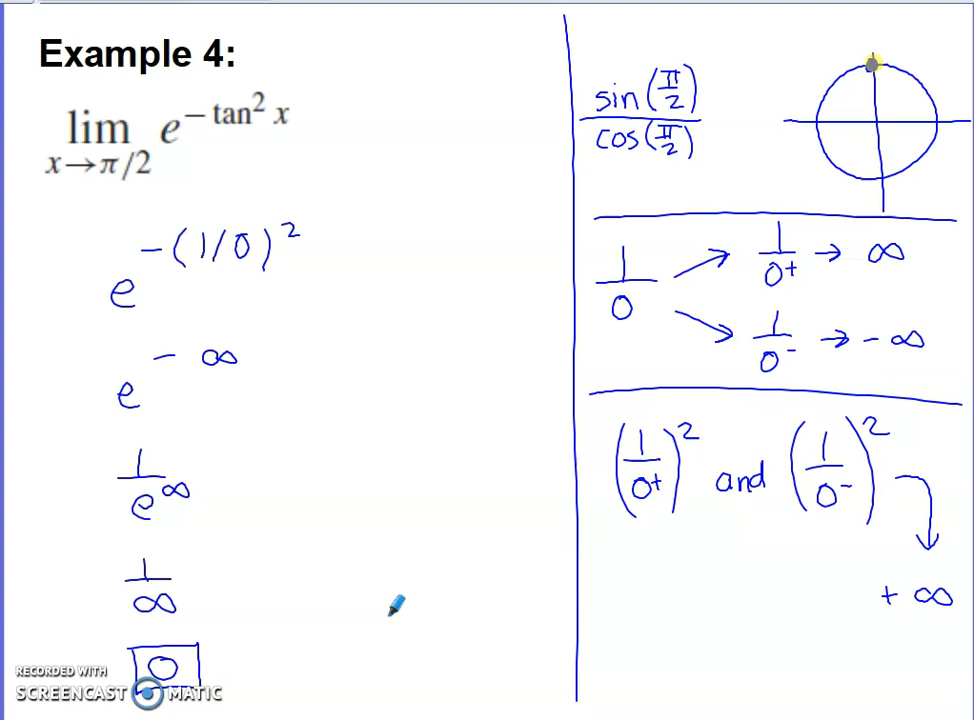 Example 4:
lim e^{-tan² x}
x→π/2
e^{-(1/0)²}
e^{-∞}
1/e^∞
1/∞
0
sin(π/2)
cos(π/2)
1/0 → 1/0⁺ → ∞
→ 1/0⁻ → -∞
(1/0⁺)² and (1/0⁻)²
+∞
RECORDED WITH
SCREENCAST MATIC